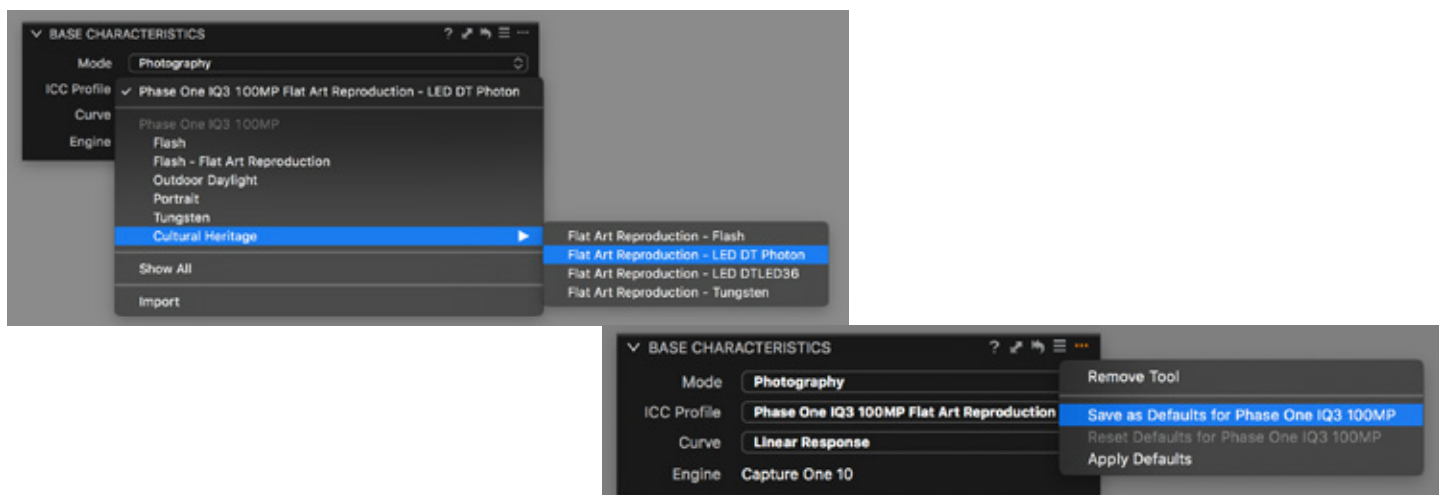 BASE CHARACTERISTICS ?
Mode Photography
ICC Profile ✓ Phase One IQ3 100MP Flat Art Reproduction - LED DT Photon
Curve
Phase One IQ3 100MP
Engine
Flash
Flash - Flat Art Reproduction
Outdoor Daylight
Portrait
Tungsten
Cultural Heritage
Flat Art Reproduction - Flash
Flat Art Reproduction - LED DT Photon
Flat Art Reproduction - LED DTLED36
Flat Art Reproduction - Tungsten
Show All
Import
BASE CHARACTERISTICS ?
Mode Photography
ICC Profile Phase One IQ3 100MP Flat Art Reproduction
Curve Linear Response
Engine Capture One 10
Remove Tool
Save as Defaults for Phase One IQ3 100MP
Reset Defaults for Phase One IQ3 100MP
Apply Defaults